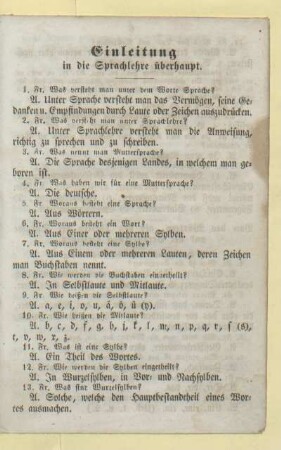 Einleitung
in die Sprachlehre überhaupt.
1. Fr. Was versteht man unter dem Worte Sprache?
A. Unter Sprache versteht man das Vermögen, seine Ge-
danken u. Empfindungen durch Laute oder Zeichen auszudrücken.
2. Fr. Was versteht man unter Sprachlehre?
A. Unter Sprachlehre versteht man die Anweisung,
richtig zu sprechen und zu schreiben.
3. Fr. Was nennt man Muttersprache?
A. Die Sprache desjenigen Landes, in welchem man ge-
boren ist.
4. Fr. Was haben wir für eine Muttersprache?
A. Die deutsche.
5. Fr. Woraus besteht eine Sprache?
A. Aus Wörtern.
6. Fr. Woraus besteht ein Wort?
A. Aus Einer oder mehreren Sylben.
7. Fr. Woraus besteht eine Sylbe?
A. Aus Einem oder mehreren Lauten, deren Zeichen
man Buchstaben nennt.
8. Fr. Wie werden die Buchstaben eingetheilt?
A. In Selbstlaute und Mitlaute.
9. Fr. Wie heißen die Selbstlaute?
A. a, e, i, o, u, ä, ö, ü (y).
10. Fr. Wie heißen die Mitlaute?
A. b, c, d, f, g, h, j, k, l, m, n, p, q, r, s (ß),
t, v, w, x, z.
11. Fr. Was ist eine Sylbe?
A. Ein Theil des Wortes.
12. Fr. Wie werden die Sylben eingetheilt?
A. In Wurzelsylben, in Vor- und Nachsylben.
13. Fr. Was sind Wurzelsylben?
A. Solche, welche den Hauptbestandtheil eines Wor-
tes ausmachen.